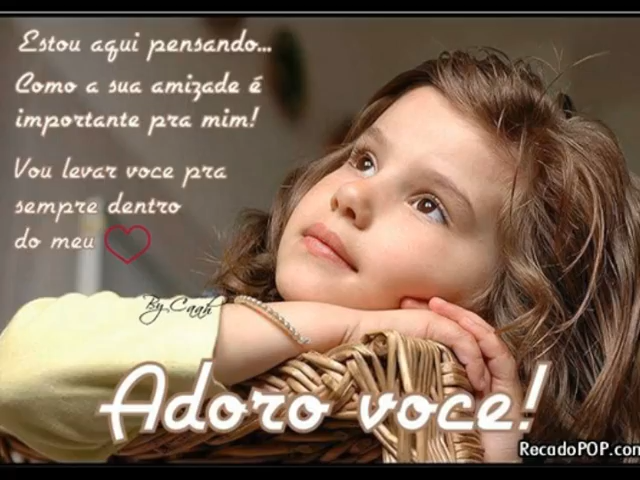 Estou aqui pensando...
Como a sua amizade é
importante pra mim!
Vou levar voce pra
sempre dentro
do meu
By Caah
Adoro voce!
RecadoPOP.com